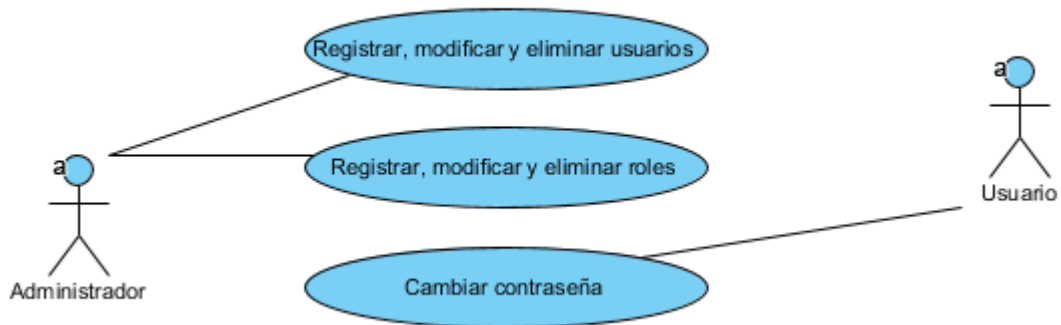 Registrar, modificar y eliminar usuarios
a
a
Registrar, modificar y eliminar roles
Usuario
Administrador
Cambiar contraseña